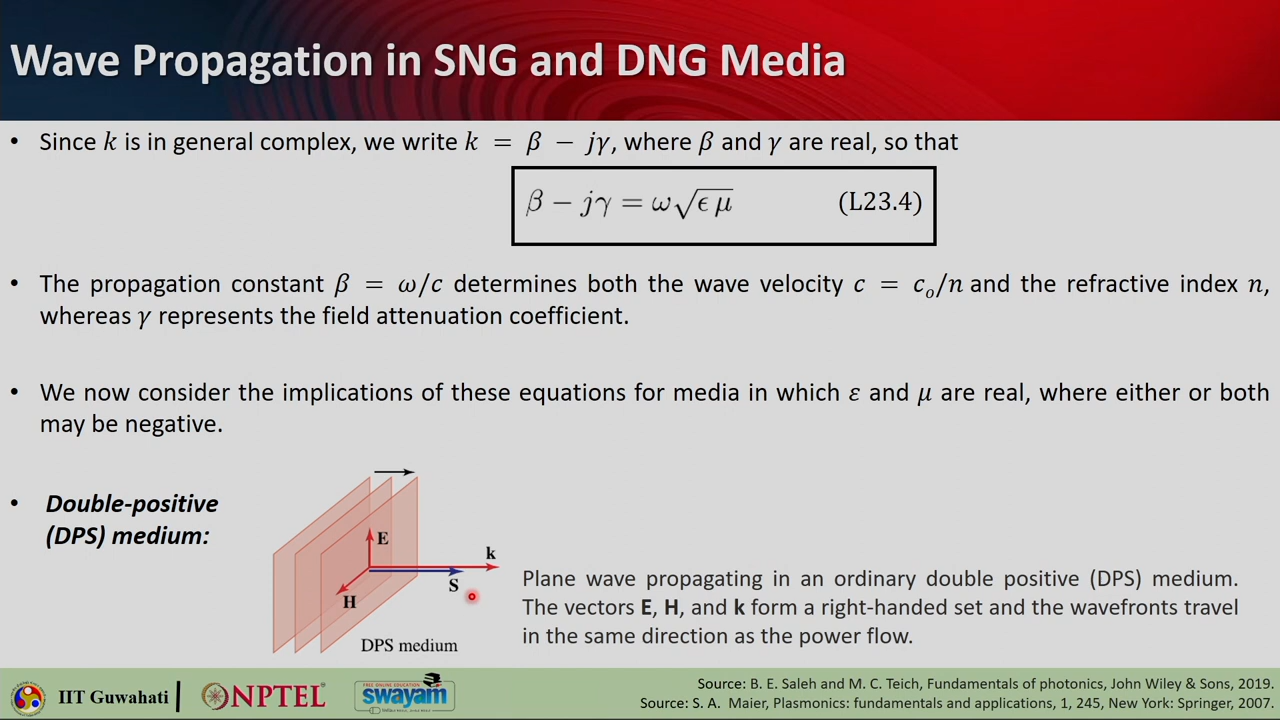 Wave Propagation in SNG and DNG Media
• Since k is in general complex, we write k = β − jγ, where β and γ are real, so that
β − jγ = ω√ϵ μ (L23.4)
• The propagation constant β = ω/c determines both the wave velocity c = cₒ/n and the refractive index n,
whereas γ represents the field attenuation coefficient.
• We now consider the implications of these equations for media in which ε and μ are real, where either or both
may be negative.
• Double-positive
(DPS) medium:
E
k
S
H
DPS medium
Plane wave propagating in an ordinary double positive (DPS) medium.
The vectors E, H, and k form a right-handed set and the wavefronts travel
in the same direction as the power flow.
IIT Guwahati
NPTEL
FREE ONLINE EDUCATION
swayam
Source: B. E. Saleh and M. C. Teich, Fundamentals of photonics, John Wiley & Sons, 2019.
Source: S. A. Maier, Plasmonics: fundamentals and applications, 1, 245, New York: Springer, 2007.